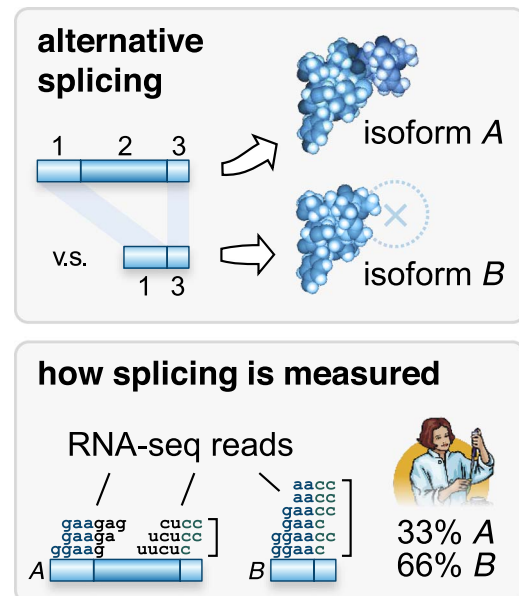 alternative
splicing
1 2 3
isoform A
v.s.
1 3
isoform B
how splicing is measured
RNA-seq reads
gaagag cucc
gaaga ucucc
ggaag uucuc
A
aacc
aacc
gaacc
gaac
ggaacc
ggaac
B
33% A
66% B